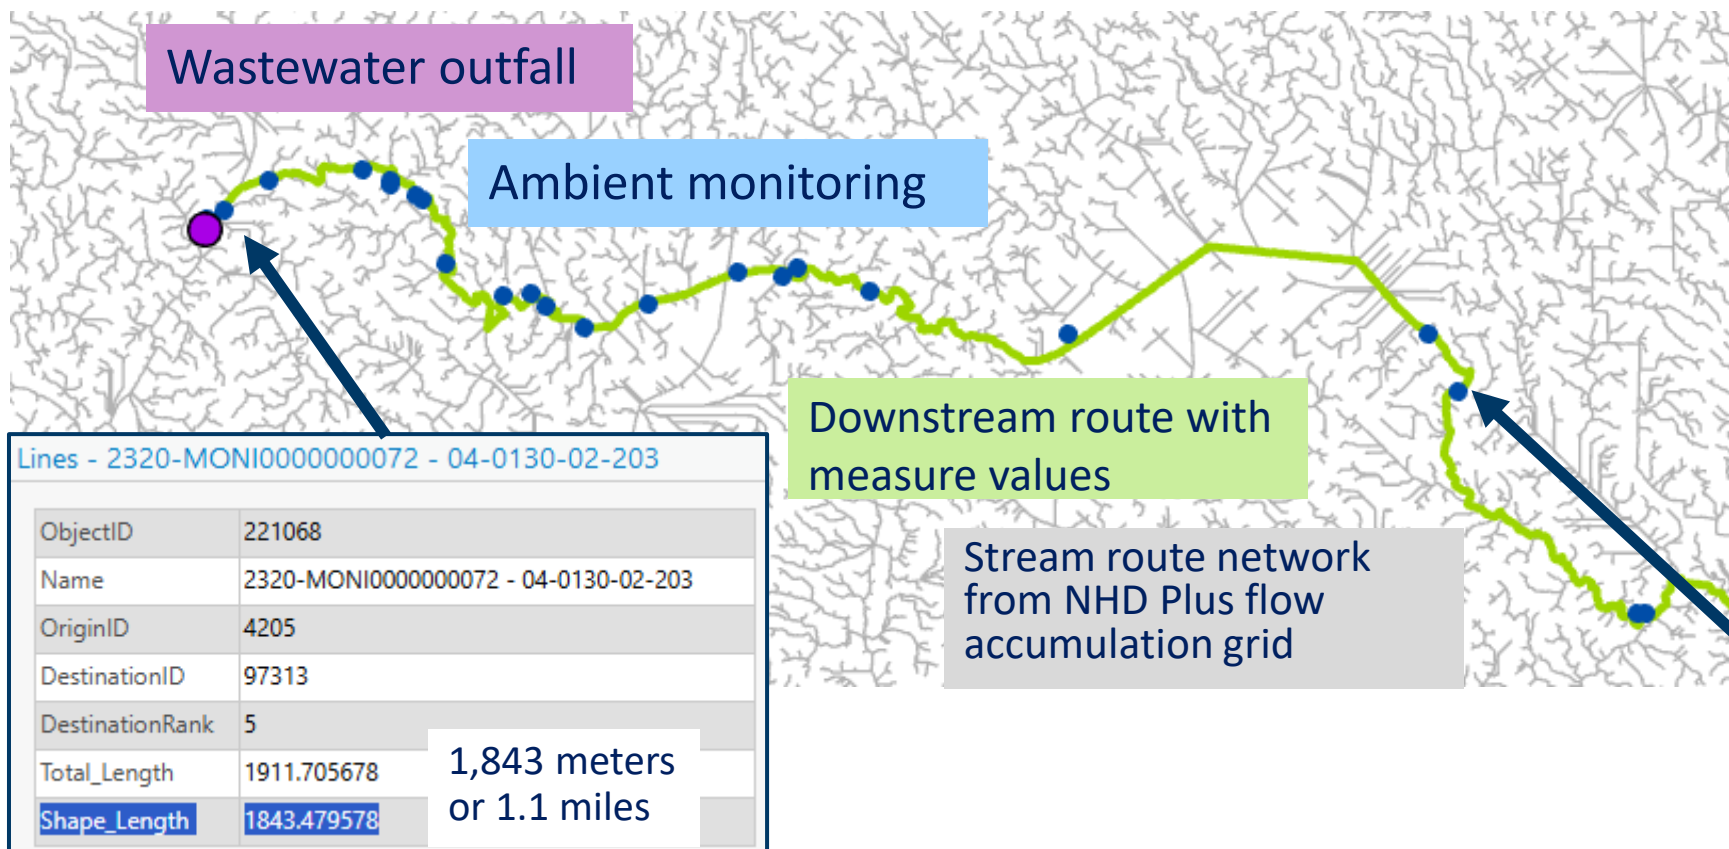 Wastewater outfall
Ambient monitoring
Downstream route with
measure values
Stream route network
from NHD Plus flow
accumulation grid
Lines - 2320-MONI0000000072 - 04-0130-02-203
ObjectID 221068
Name 2320-MONI0000000072 - 04-0130-02-203
OriginID 4205
DestinationID 97313
DestinationRank 5
Total_Length 1911.705678
Shape_Length 1843.479578
1,843 meters
or 1.1 miles